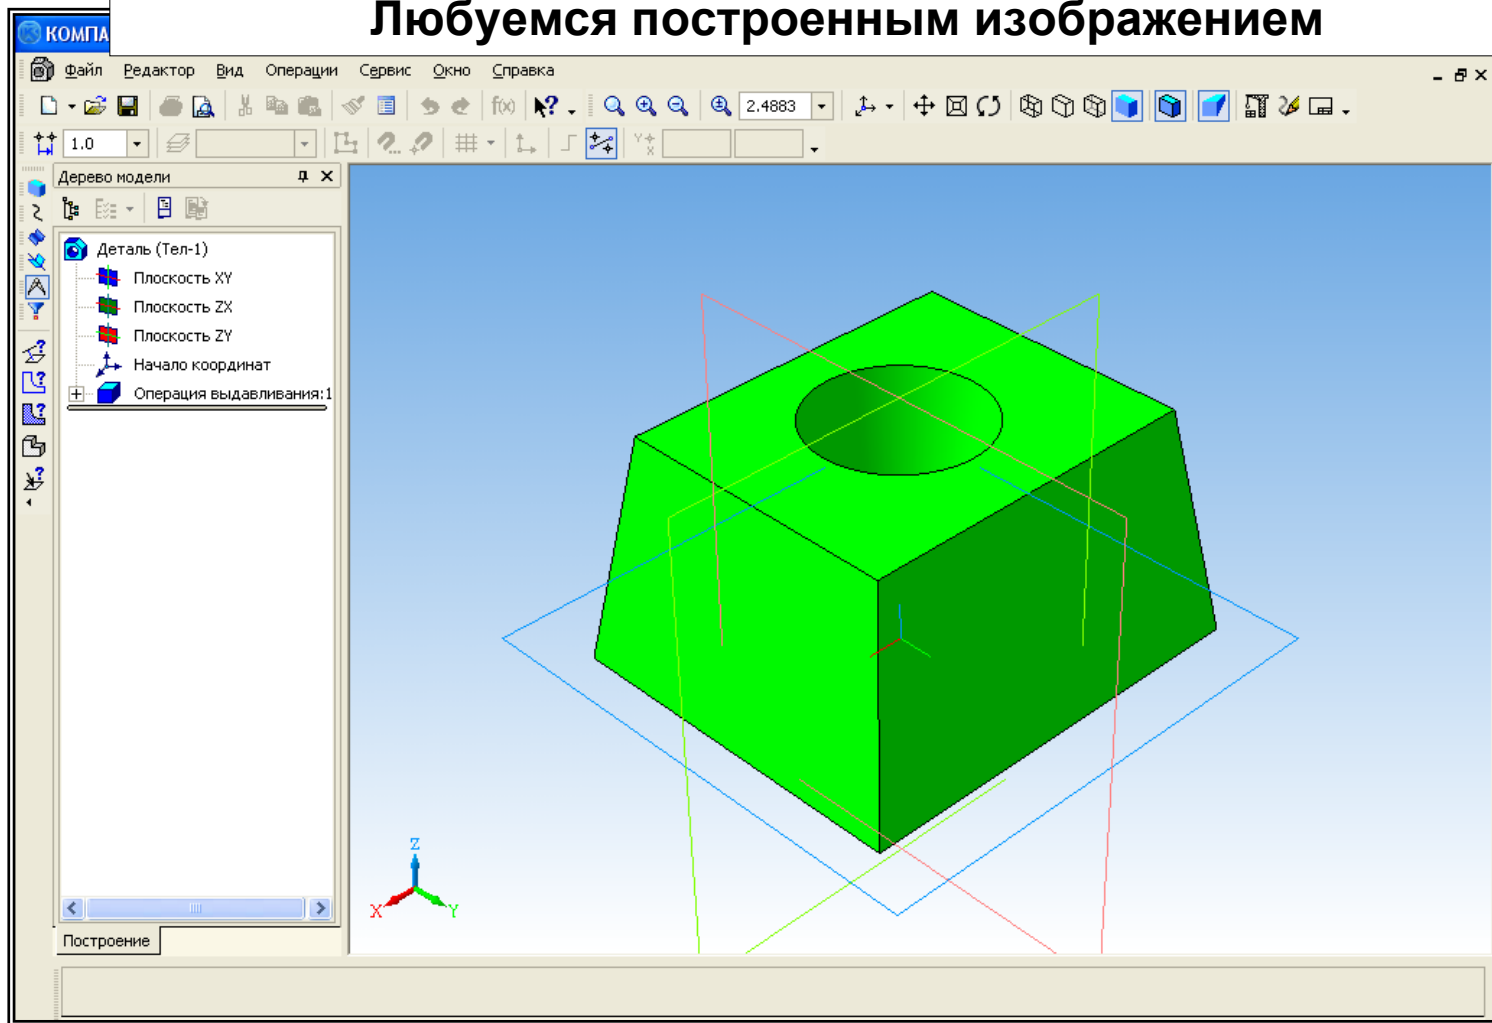 Любуемся построенным изображением
КОМПА
Файл Редактор Вид Операции Сервис Окно Справка
f(x) 2.4883
1.0
Дерево модели
Деталь (Тел-1)
Плоскость XY
Плоскость ZX
Плоскость ZY
Начало координат
Операция выдавливания:1
Z
X Y
Построение